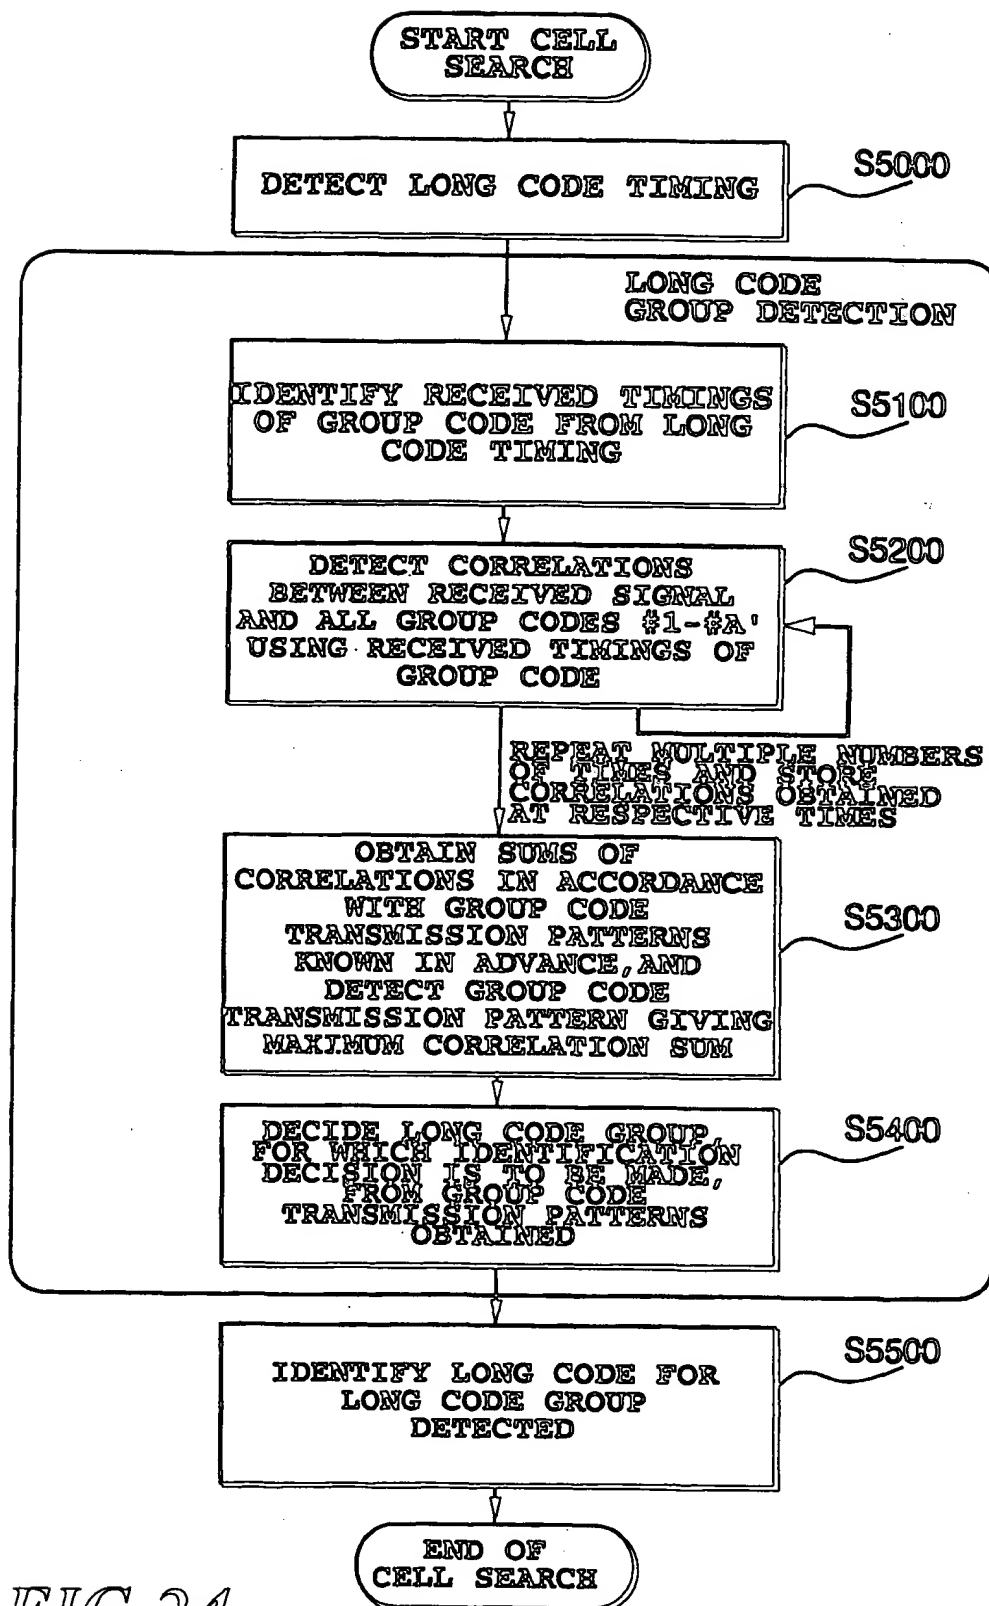 START CELL
SEARCH
DETECT LONG CODE TIMING
S5000
LONG CODE
GROUP DETECTION
IDENTIFY RECEIVED TIMINGS
OF GROUP CODE FROM LONG
CODE TIMING
S5100
DETECT CORRELATIONS
BETWEEN RECEIVED SIGNAL
AND ALL GROUP CODES #1-#A'
USING RECEIVED TIMINGS OF
GROUP CODE
S5200
REPEAT MULTIPLE NUMBERS
OF TIMES AND STORE
CORRELATIONS OBTAINED
AT RESPECTIVE TIMES
OBTAIN SUMS OF
CORRELATIONS IN ACCORDANCE
WITH GROUP CODE
TRANSMISSION PATTERNS
KNOWN IN ADVANCE, AND
DETECT GROUP CODE
TRANSMISSION PATTERN GIVING
MAXIMUM CORRELATION SUM
S5300
DECIDE LONG CODE GROUP,
FOR WHICH IDENTIFICATION
DECISION IS TO BE MADE,
FROM GROUP CODE
TRANSMISSION PATTERNS
OBTAINED
S5400
IDENTIFY LONG CODE FOR
LONG CODE GROUP
DETECTED
S5500
END OF
CELL SEARCH
FIG.24